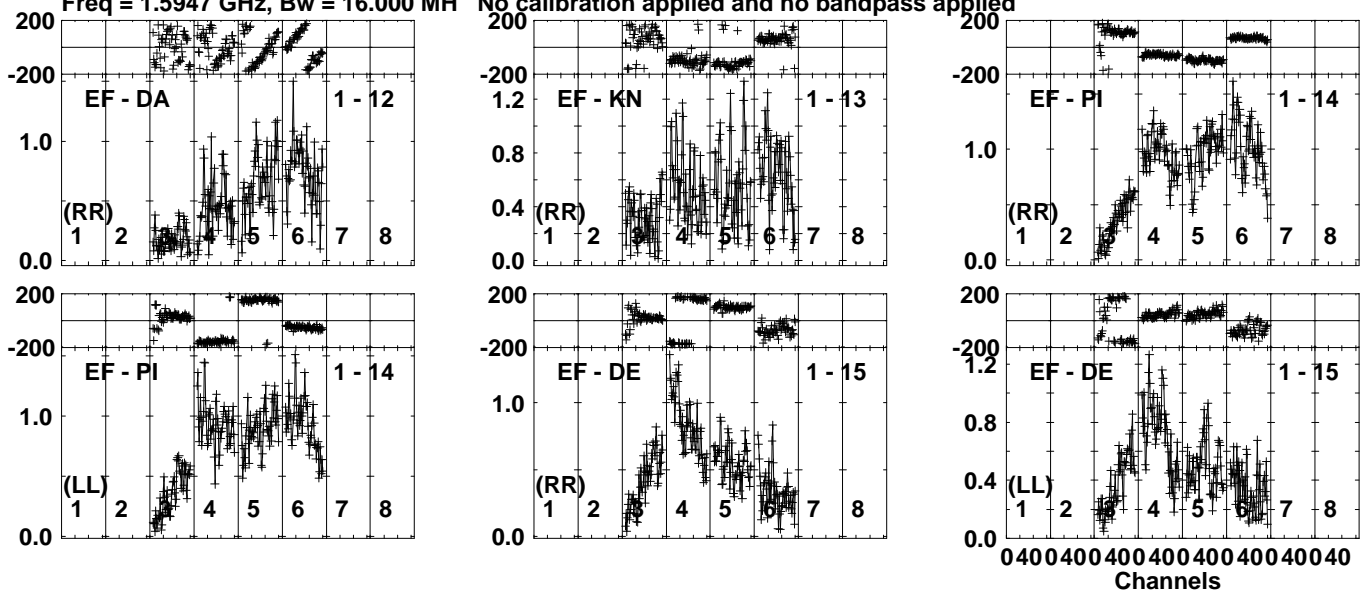 Freq = 1.5947 GHz, Bw = 16.000 MH No calibration applied and no bandpass applied
200
-200
EF - DA 1 - 12
1.0
(RR)
1 2 3 4 5 6 7 8
0.0
200
-200
EF - KN 1 - 13
1.2
0.8
0.4
(RR)
1 2 3 4 5 6 7 8
0.0
200
-200
EF - PI 1 - 14
1.0
(RR)
1 2 3 4 5 6 7 8
0.0
200
-200
EF - PI 1 - 14
1.0
(LL)
1 2 3 4 5 6 7 8
0.0
200
-200
EF - DE 1 - 15
1.0
(RR)
1 2 3 4 5 6 7 8
0.0
200
-200
1.2
EF - DE 1 - 15
0.8
0.4
(LL)
1 2 3 4 5 6 7 8
0.0
0 40 0 40 0 40 0 40 0 40 0 40 0 40 0 40
Channels